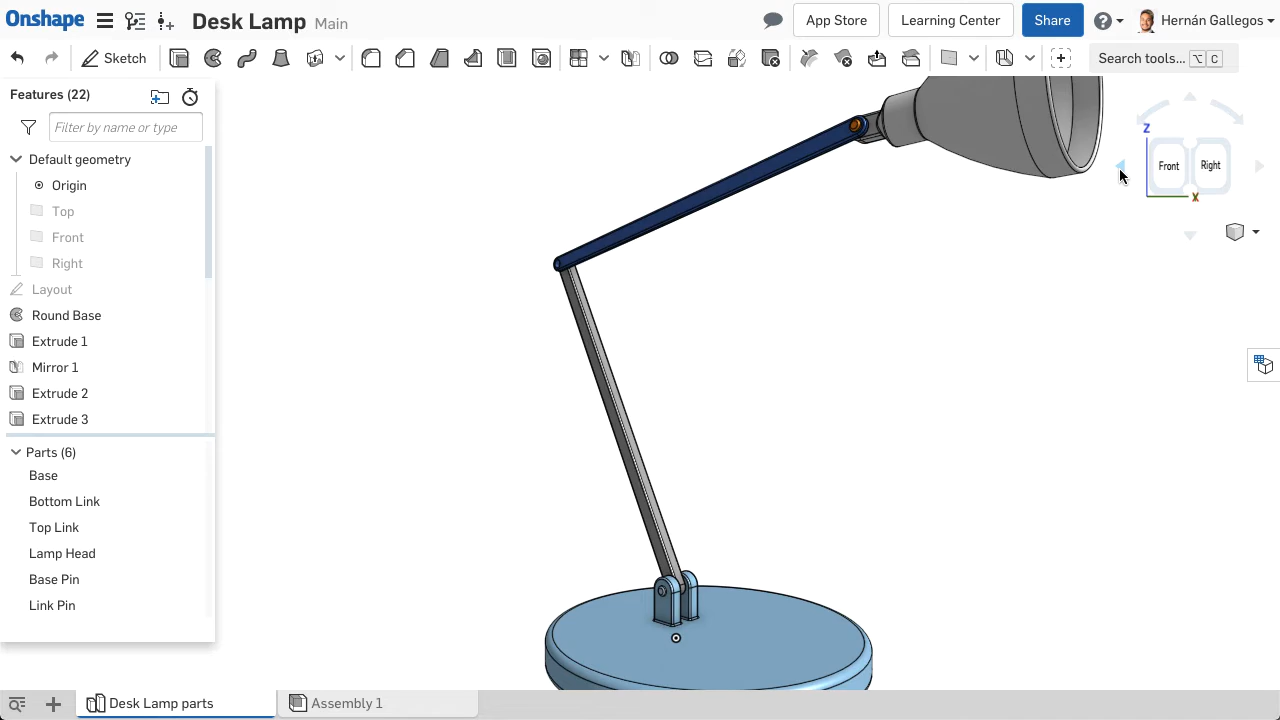 Onshape Desk Lamp Main App Store Learning Center Share Hernán Gallegos
Sketch Search tools... ⌥ C
Features (22)
Filter by name or type
Default geometry
Origin
Top
Front
Right
Layout
Round Base
Extrude 1
Mirror 1
Extrude 2
Extrude 3
Parts (6)
Base
Bottom Link
Top Link
Lamp Head
Base Pin
Link Pin
Z
Front Right
X
Desk Lamp parts Assembly 1